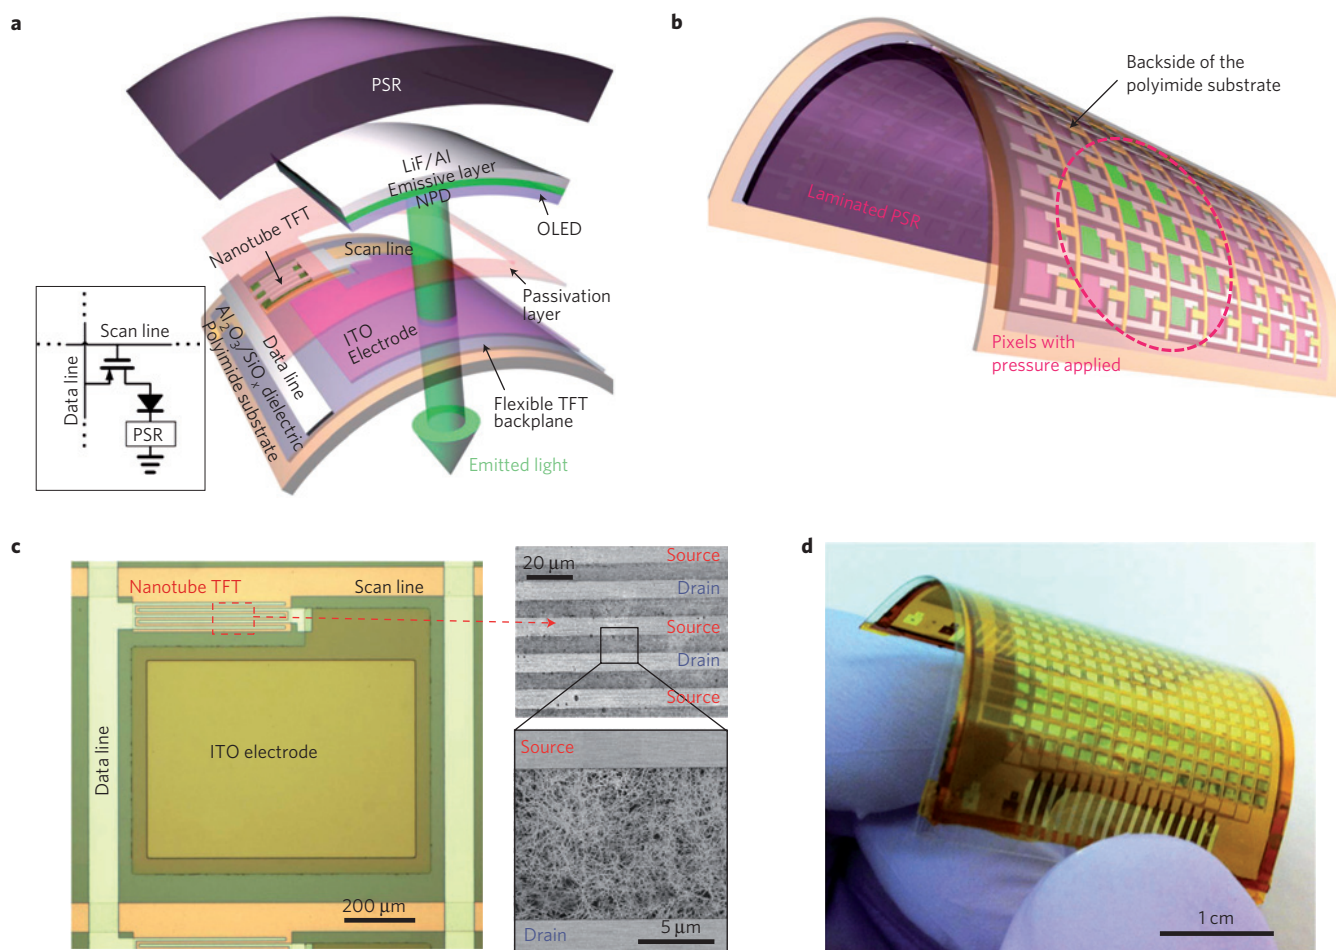 a
PSR
LiF/Al
Emissive layer
NPD
OLED
Nanotube TFT
Scan line
Passivation
layer
ITO
Electrode
Data line
Al2O3/SiOx dielectric
Polyimide substrate
Flexible TFT
backplane
Emitted light
Scan line
Data line
PSR
b
Backside of the
polyimide substrate
Laminated PSR
Pixels with
pressure applied
c
Nanotube TFT
Scan line
Data line
ITO electrode
200 μm
20 μm
Source
Drain
Source
Drain
Source
Source
Drain
5 μm
d
1 cm